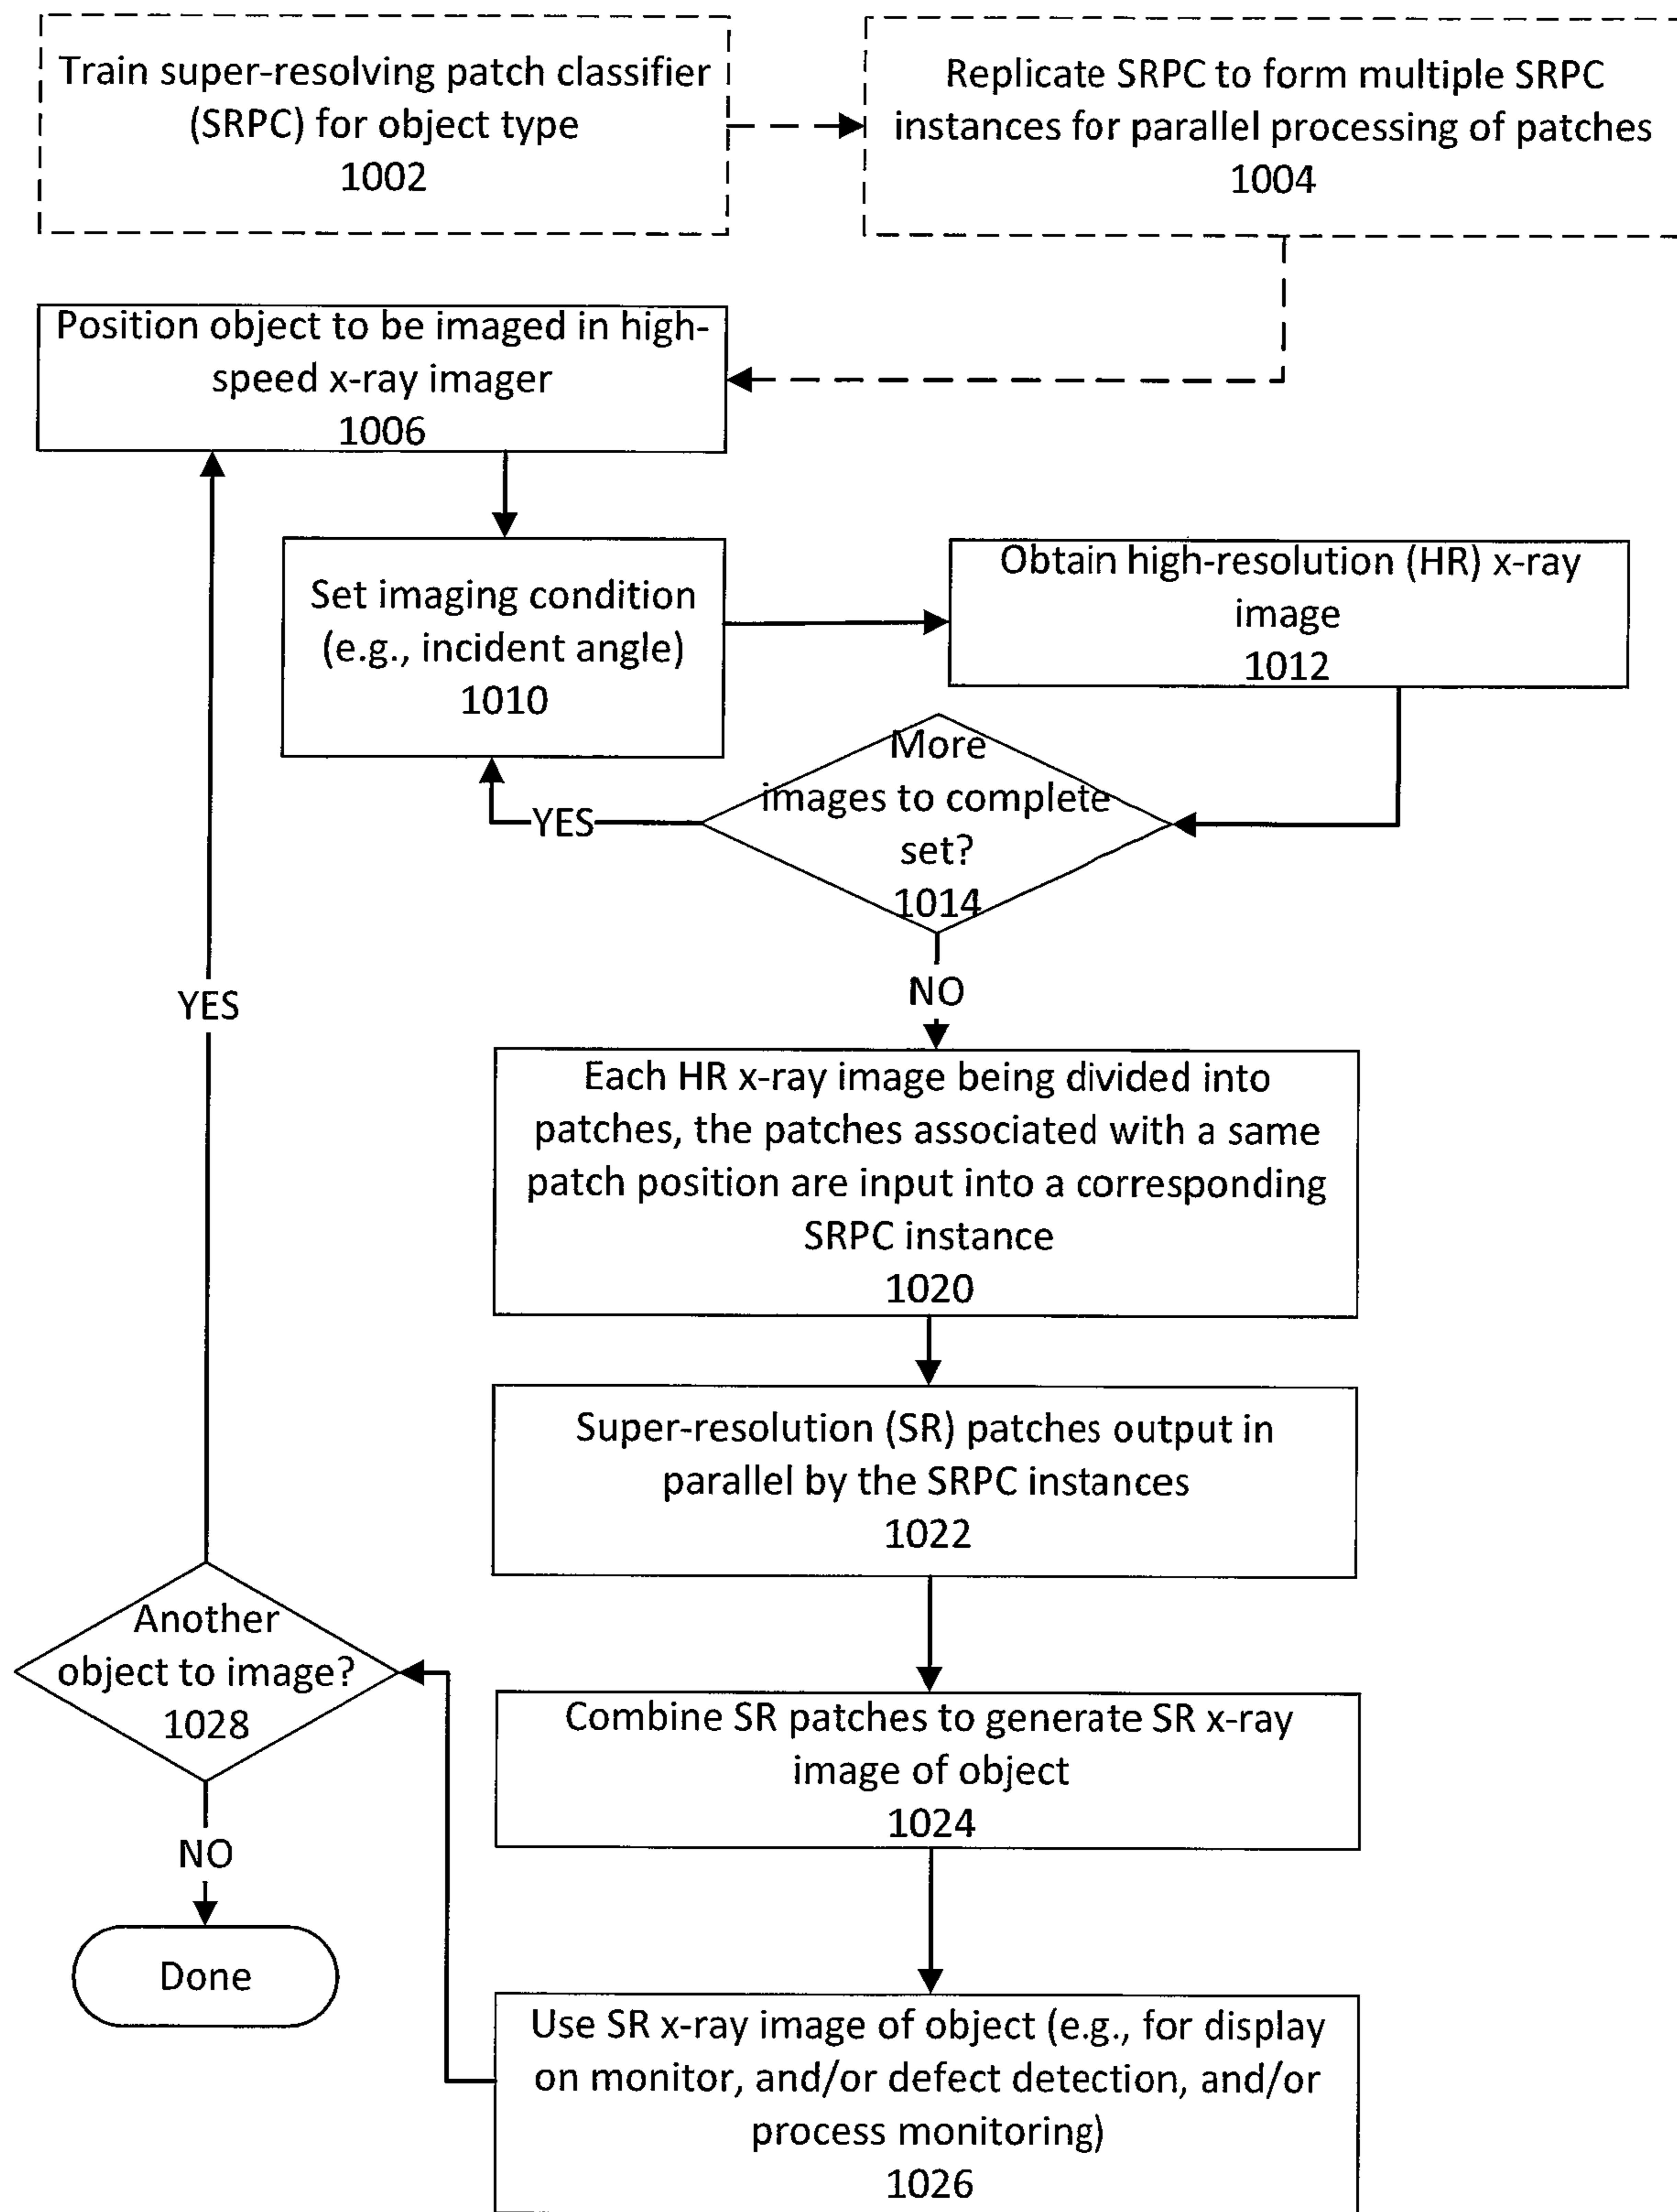 Train super-resolving patch classifier
(SRPC) for object type
1002
Replicate SRPC to form multiple SRPC
instances for parallel processing of patches
1004
Position object to be imaged in high-
speed x-ray imager
1006
Set imaging condition
(e.g., incident angle)
1010
Obtain high-resolution (HR) x-ray
image
1012
More
images to complete
set?
1014
YES
NO
YES
Each HR x-ray image being divided into
patches, the patches associated with a same
patch position are input into a corresponding
SRPC instance
1020
Super-resolution (SR) patches output in
parallel by the SRPC instances
1022
Combine SR patches to generate SR x-ray
image of object
1024
Use SR x-ray image of object (e.g., for display
on monitor, and/or defect detection, and/or
process monitoring)
1026
Another
object to image?
1028
NO
Done